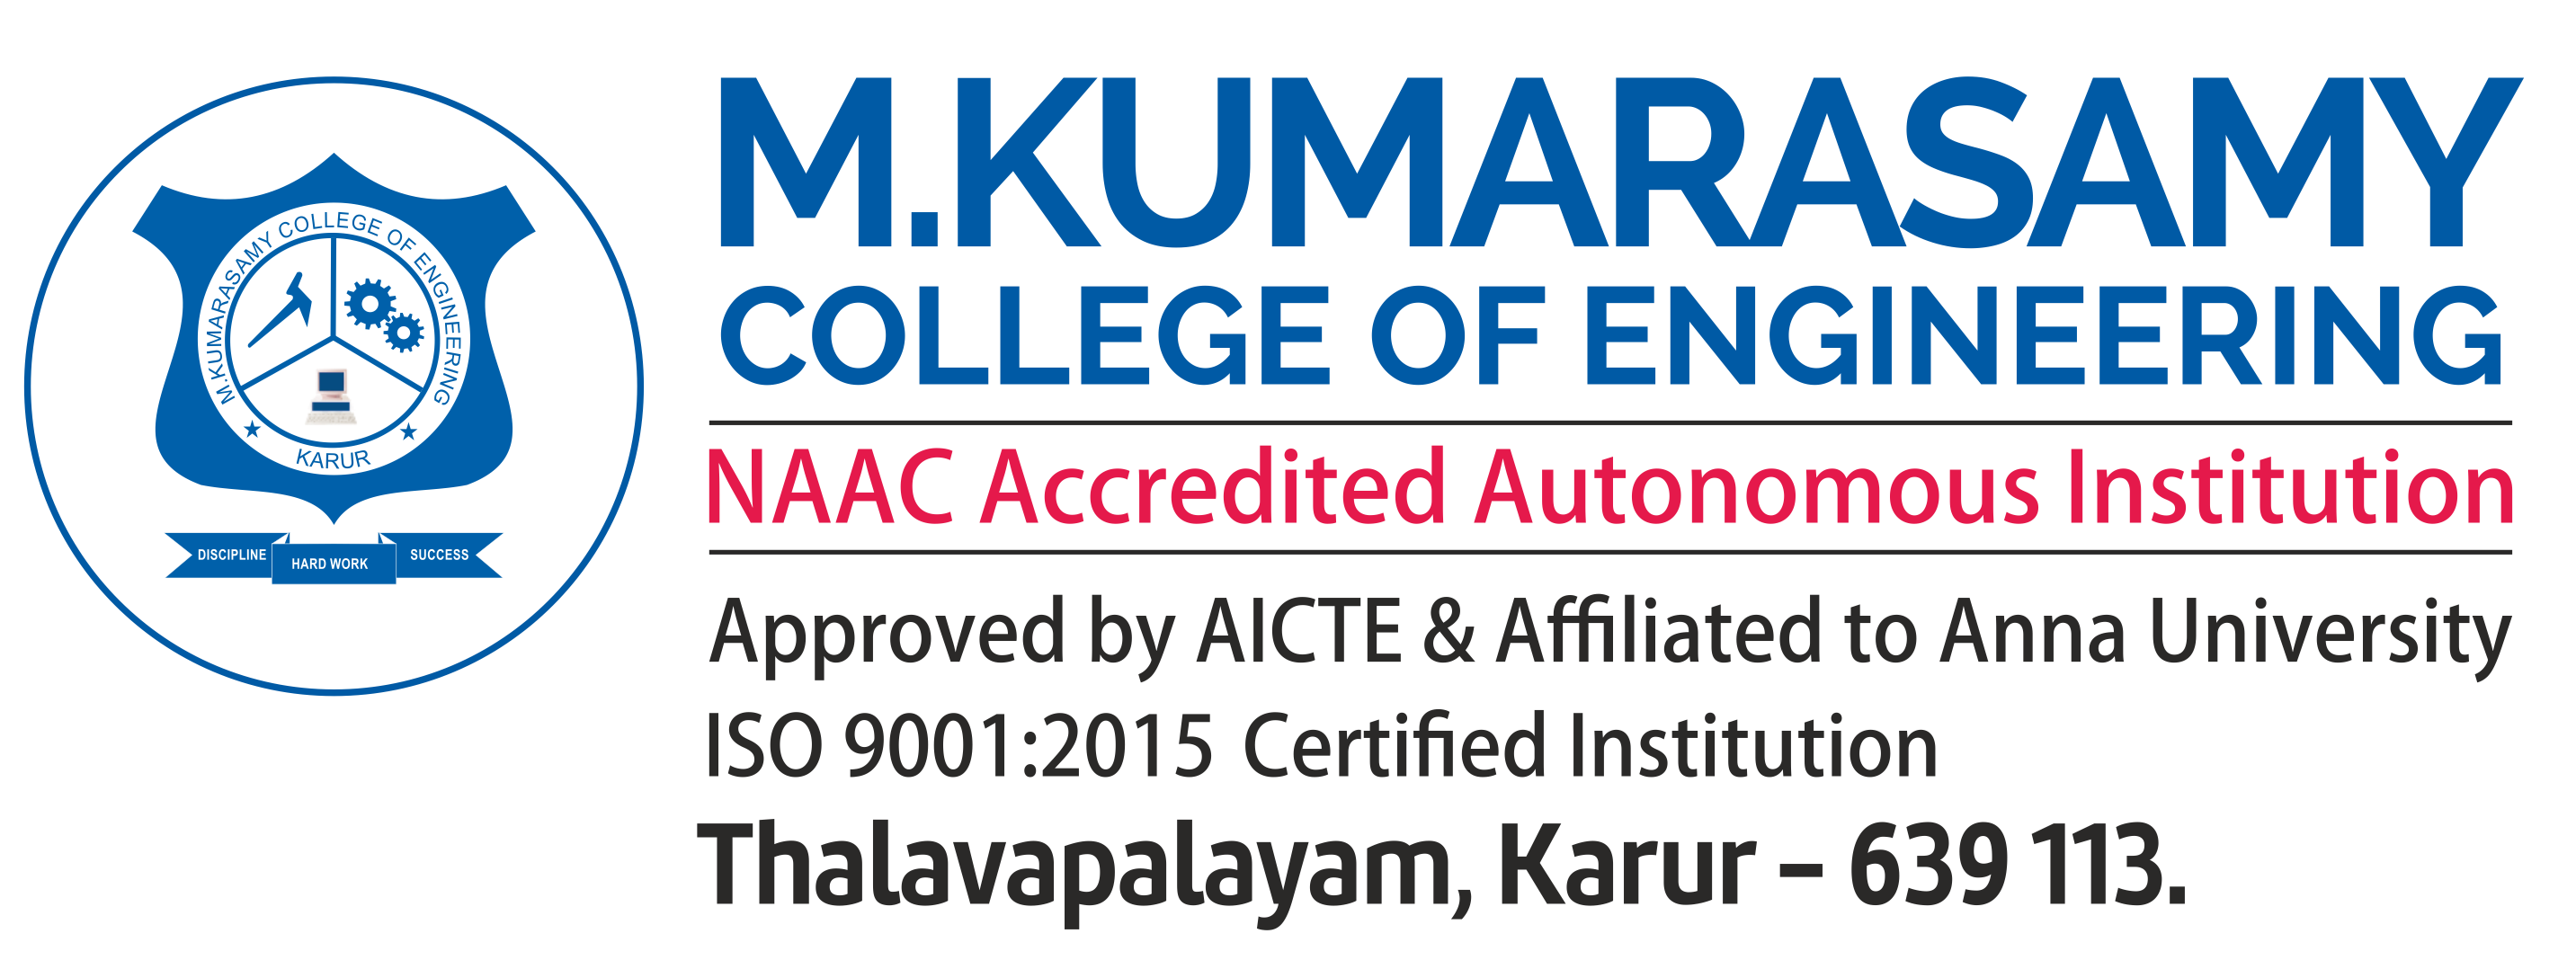 M.KUMARASAMY COLLEGE OF ENGINEERING
KARUR
DISCIPLINE
HARD WORK
SUCCESS
M.KUMARASAMY
COLLEGE OF ENGINEERING
NAAC Accredited Autonomous Institution
Approved by AICTE & Affiliated to Anna University
ISO 9001:2015 Certified Institution
Thalavapalayam, Karur – 639 113.